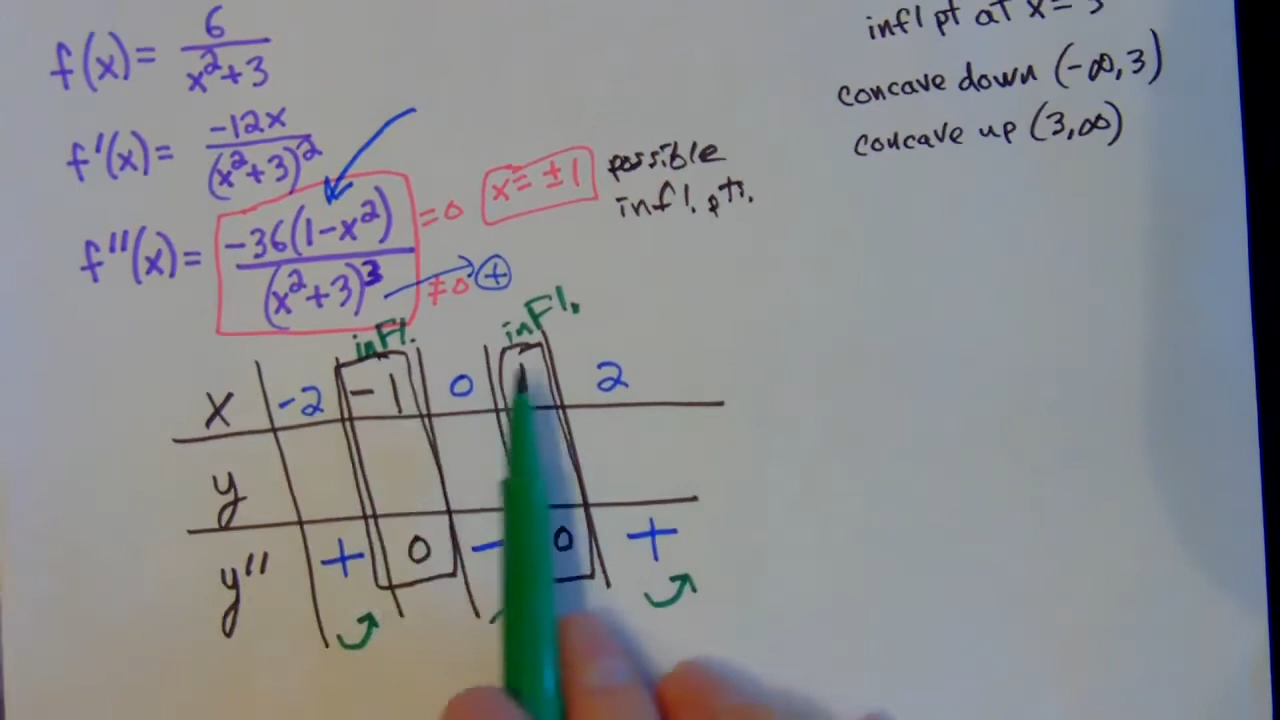 f(x) = 6 / (x² + 3)
f'(x) = -12x / (x²+3)²
f''(x) = -36(1-x²) / (x²+3)³ = 0
≠0 (+)
x = ±1
possible
infl. pts.
infl pt at x = 3
concave down (-∞, 3)
concave up (3, ∞)
infl. infl.
x -2 -1 0 1 2
y
y'' + 0 - 0 +